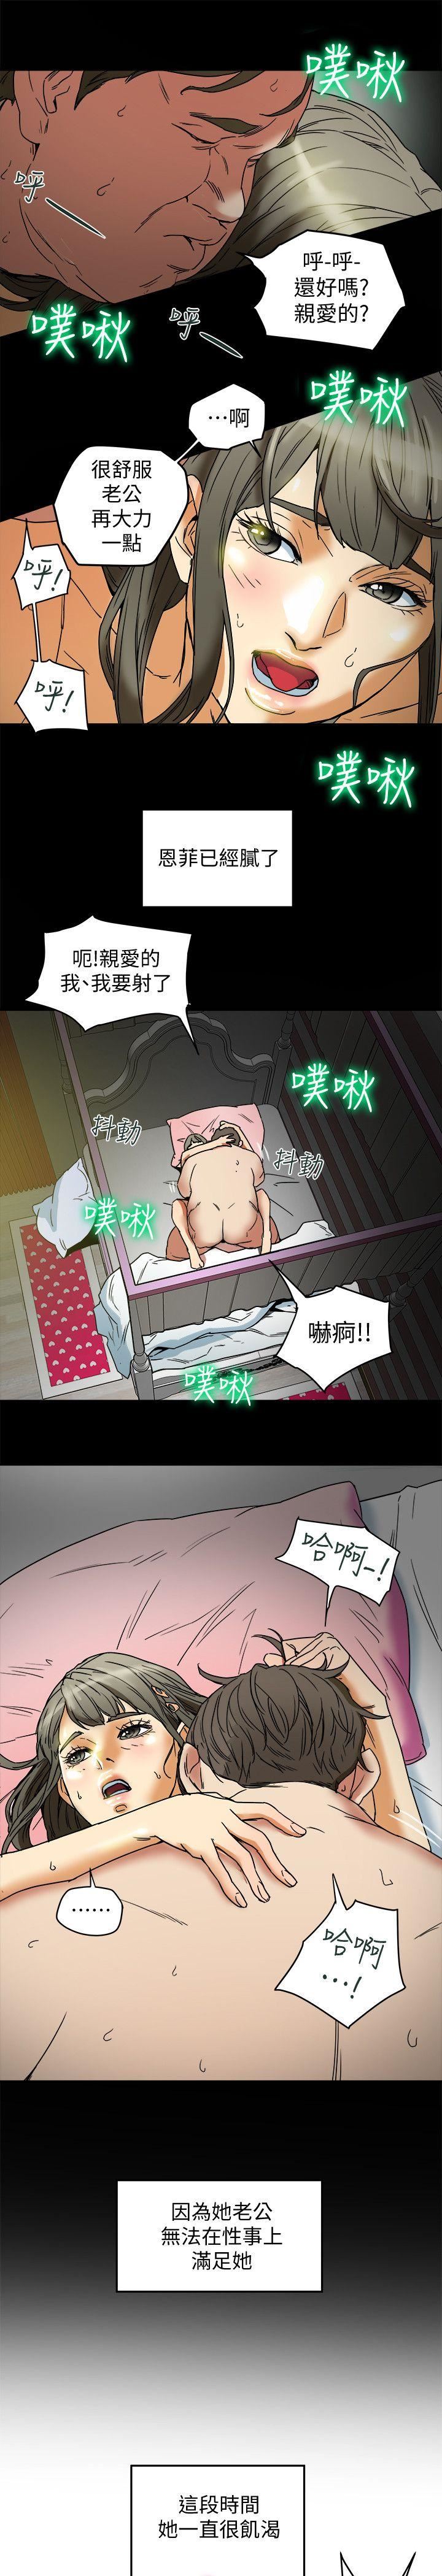 噗啾
呼
呼-呼-
還好嗎?
親愛的?
噗啾
呼
噗啾
…啊
很舒服
老公
再大力
一點
呼!
呼!
噗啾
恩菲已經膩了
呃!親愛的
我、我要射了
噗啾
抖動
抖動
噗啾
嚇痾!!
噗啾
哈啊-!
……
哈啊
…!
因為她老公
無法在性事上
滿足她
這段時間
她一直很飢渴